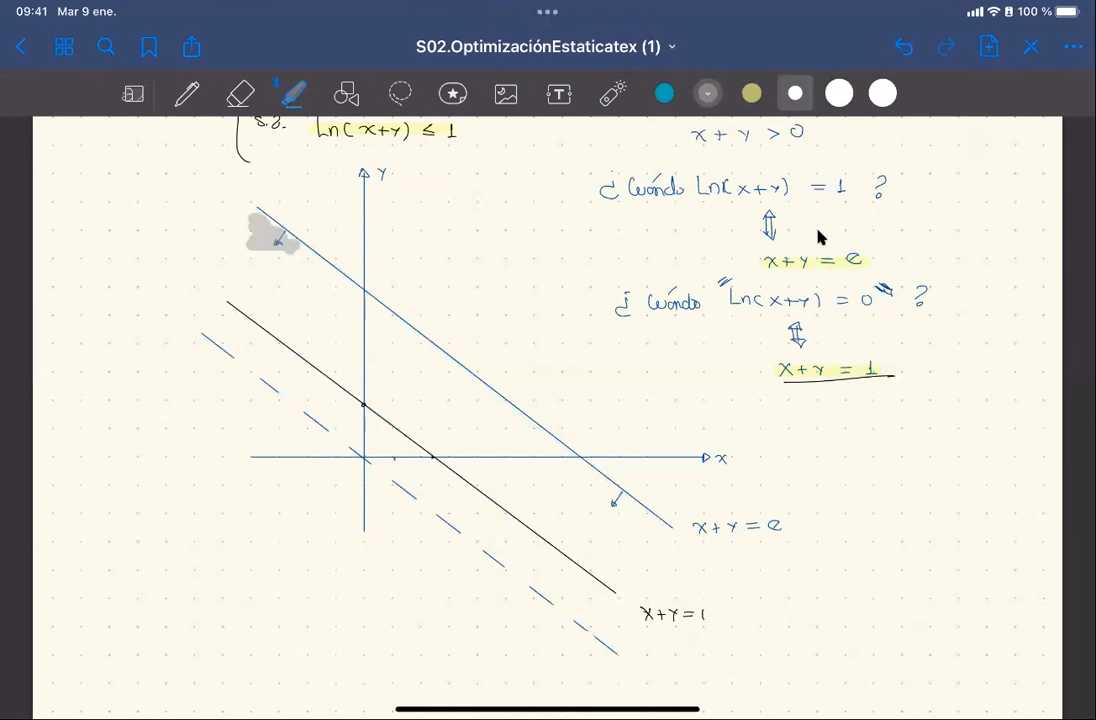 09:41 Mar 9 ene.
100 %
S02.OptimizaciónEstaticatex (1)
s.a. Ln(x+y) ≤ 1
x + y > 0
Y
¿ Cuándo Ln(x+y) = 1 ?
x+y = e
¿ Cuándo "Ln(x+y) = 0" ?
x+y = 1
x
x+y = e
x+y = 1